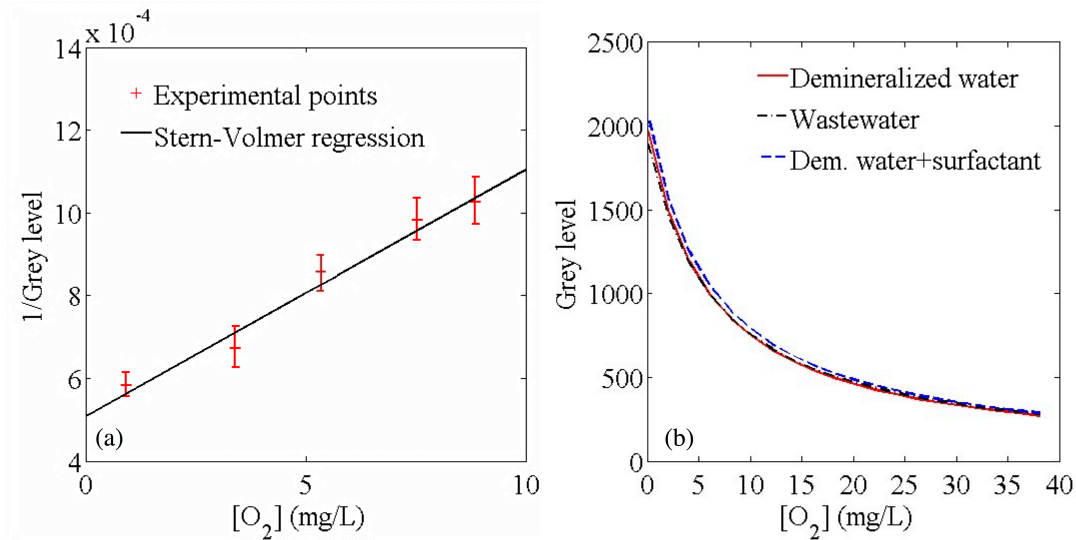 x 10⁻⁴
14
12
10
8
6
4
0
5
10
1/Grey level
[O₂] (mg/L)
Experimental points
Stern-Volmer regression
(a)
2500
2000
1500
1000
500
0
0 5 10 15 20 25 30 35 40
Grey level
[O₂] (mg/L)
Demineralized water
Wastewater
Dem. water+surfactant
(b)